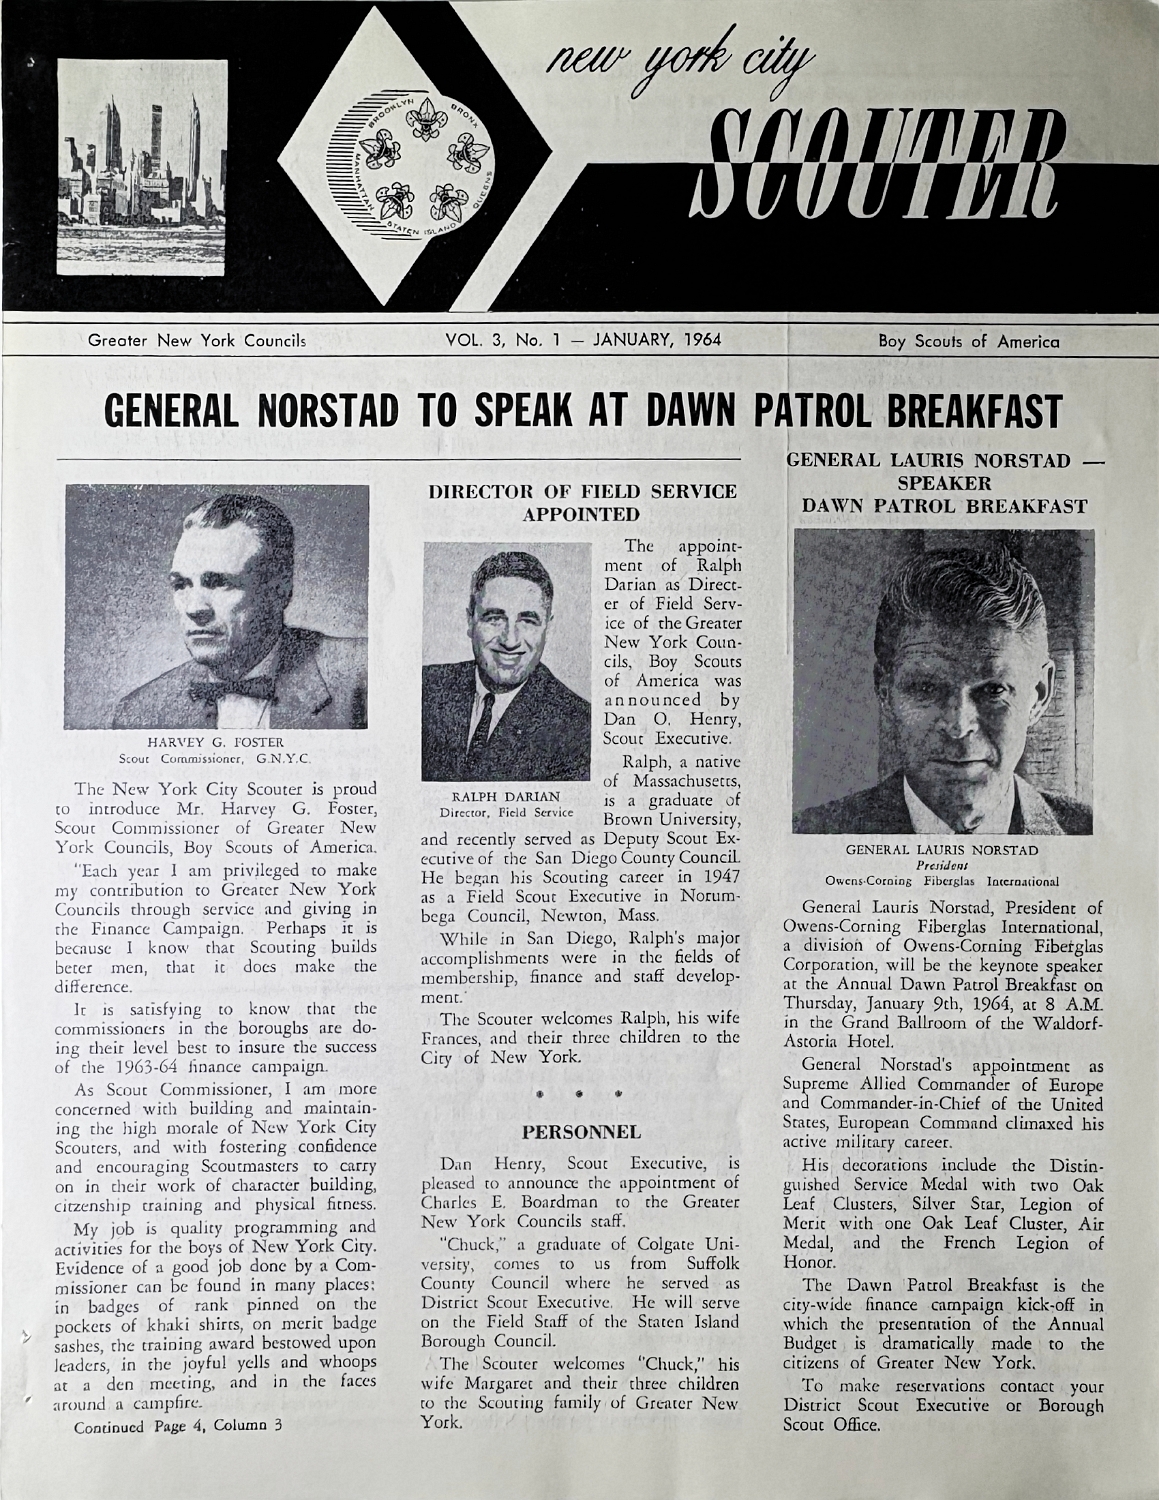 new york city
SCOUTER
BROOKLYN
BRONX
MANHATTAN
QUEENS
STATEN ISLAND
Greater New York Councils
VOL. 3, No. 1 — JANUARY, 1964
Boy Scouts of America
GENERAL NORSTAD TO SPEAK AT DAWN PATROL BREAKFAST
HARVEY G. FOSTER
Scout Commissioner, G.N.Y.C.
The New York City Scouter is proud
to introduce Mr. Harvey G. Foster,
Scout Commissioner of Greater New
York Councils, Boy Scouts of America.
"Each year I am privileged to make
my contribution to Greater New York
Councils through service and giving in
the Finance Campaign. Perhaps it is
because I know that Scouting builds
beter men, that it does make the
difference.
It is satisfying to know that the
commissioners in the boroughs are do-
ing their level best to insure the success
of the 1963-64 finance campaign.
As Scout Commissioner, I am more
concerned with building and maintain-
ing the high morale of New York City
Scouters, and with fostering confidence
and encouraging Scoutmasters to carry
on in their work of character building,
citzenship training and physical fitness.
My job is quality programming and
activities for the boys of New York City.
Evidence of a good job done by a Com-
missioner can be found in many places:
in badges of rank pinned on the
pockets of khaki shirts, on merit badge
sashes, the training award bestowed upon
leaders, in the joyful yells and whoops
at a den meeting, and in the faces
around a campfire.
Continued Page 4, Column 3
DIRECTOR OF FIELD SERVICE
APPOINTED
The appoint-
ment of Ralph
Darian as Direct-
er of Field Serv-
ice of the Greater
New York Coun-
cils, Boy Scouts
of America was
announced by
Dan O. Henry,
Scout Executive.
Ralph, a native
of Massachusetts,
is a graduate of
Brown University,
RALPH DARIAN
Director, Field Service
and recently served as Deputy Scout Ex-
ecutive of the San Diego County Council.
He began his Scouting career in 1947
as a Field Scout Executive in Norum-
bega Council, Newton, Mass.
While in San Diego, Ralph's major
accomplishments were in the fields of
membership, finance and staff develop-
ment.
The Scouter welcomes Ralph, his wife
Frances, and their three children to the
City of New York.
* * *
PERSONNEL
Dan Henry, Scout Executive, is
pleased to announce the appointment of
Charles E. Boardman to the Greater
New York Councils staff.
"Chuck," a graduate of Colgate Uni-
versity, comes to us from Suffolk
County Council where he served as
District Scout Executive. He will serve
on the Field Staff of the Staten Island
Borough Council.
The Scouter welcomes "Chuck," his
wife Margaret and their three children
to the Scouting family of Greater New
York.
GENERAL LAURIS NORSTAD —
SPEAKER
DAWN PATROL BREAKFAST
GENERAL LAURIS NORSTAD
President
Owens-Corning Fiberglas International
General Lauris Norstad, President of
Owens-Corning Fiberglas International,
a division of Owens-Corning Fiberglas
Corporation, will be the keynote speaker
at the Annual Dawn Patrol Breakfast on
Thursday, January 9th, 1964, at 8 A.M.
in the Grand Ballroom of the Waldorf-
Astoria Hotel.
General Norstad's appointment as
Supreme Allied Commander of Europe
and Commander-in-Chief of the United
States, European Command climaxed his
active military career.
His decorations include the Distin-
guished Service Medal with two Oak
Leaf Clusters, Silver Star, Legion of
Merit with one Oak Leaf Cluster, Air
Medal, and the French Legion of
Honor.
The Dawn Patrol Breakfast is the
city-wide finance campaign kick-off in
which the presentation of the Annual
Budget is dramatically made to the
citizens of Greater New York.
To make reservations contact your
District Scout Executive or Borough
Scout Office.